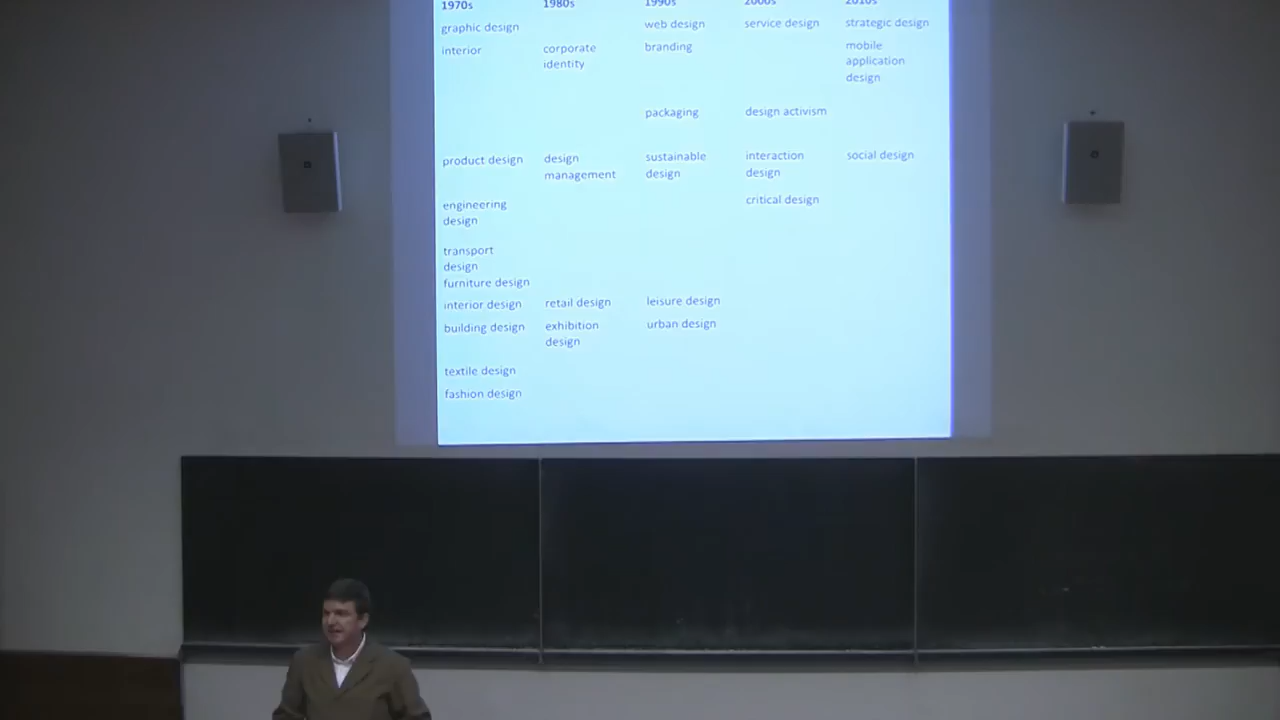 1970s 1980s 1990s 2000s 2010s
graphic design web design service design strategic design
interior corporate identity branding mobile application design
packaging design activism
product design design management sustainable design interaction design social design
engineering design critical design
transport design
furniture design
interior design retail design leisure design
building design exhibition design urban design
textile design
fashion design